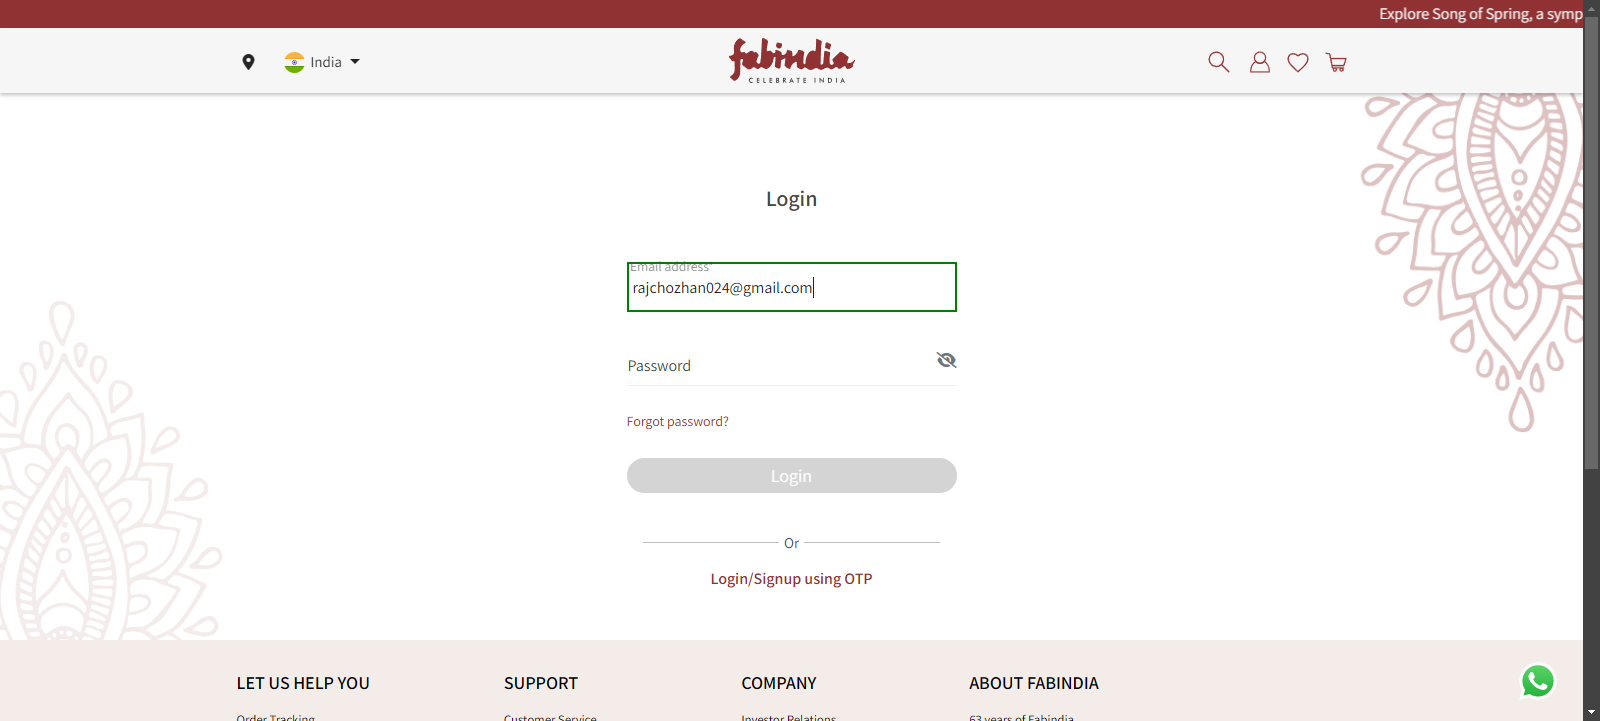 Explore Song of Spring, a symp
India
fabindia
CELEBRATE INDIA
Login
Email address*
rajchozhan024@gmail.com
Password
Forgot password?
Login
Or
Login/Signup using OTP
LET US HELP YOU
SUPPORT
COMPANY
ABOUT FABINDIA
Order Tracking
Customer Service
Investor Relations
63 years of Fabindia